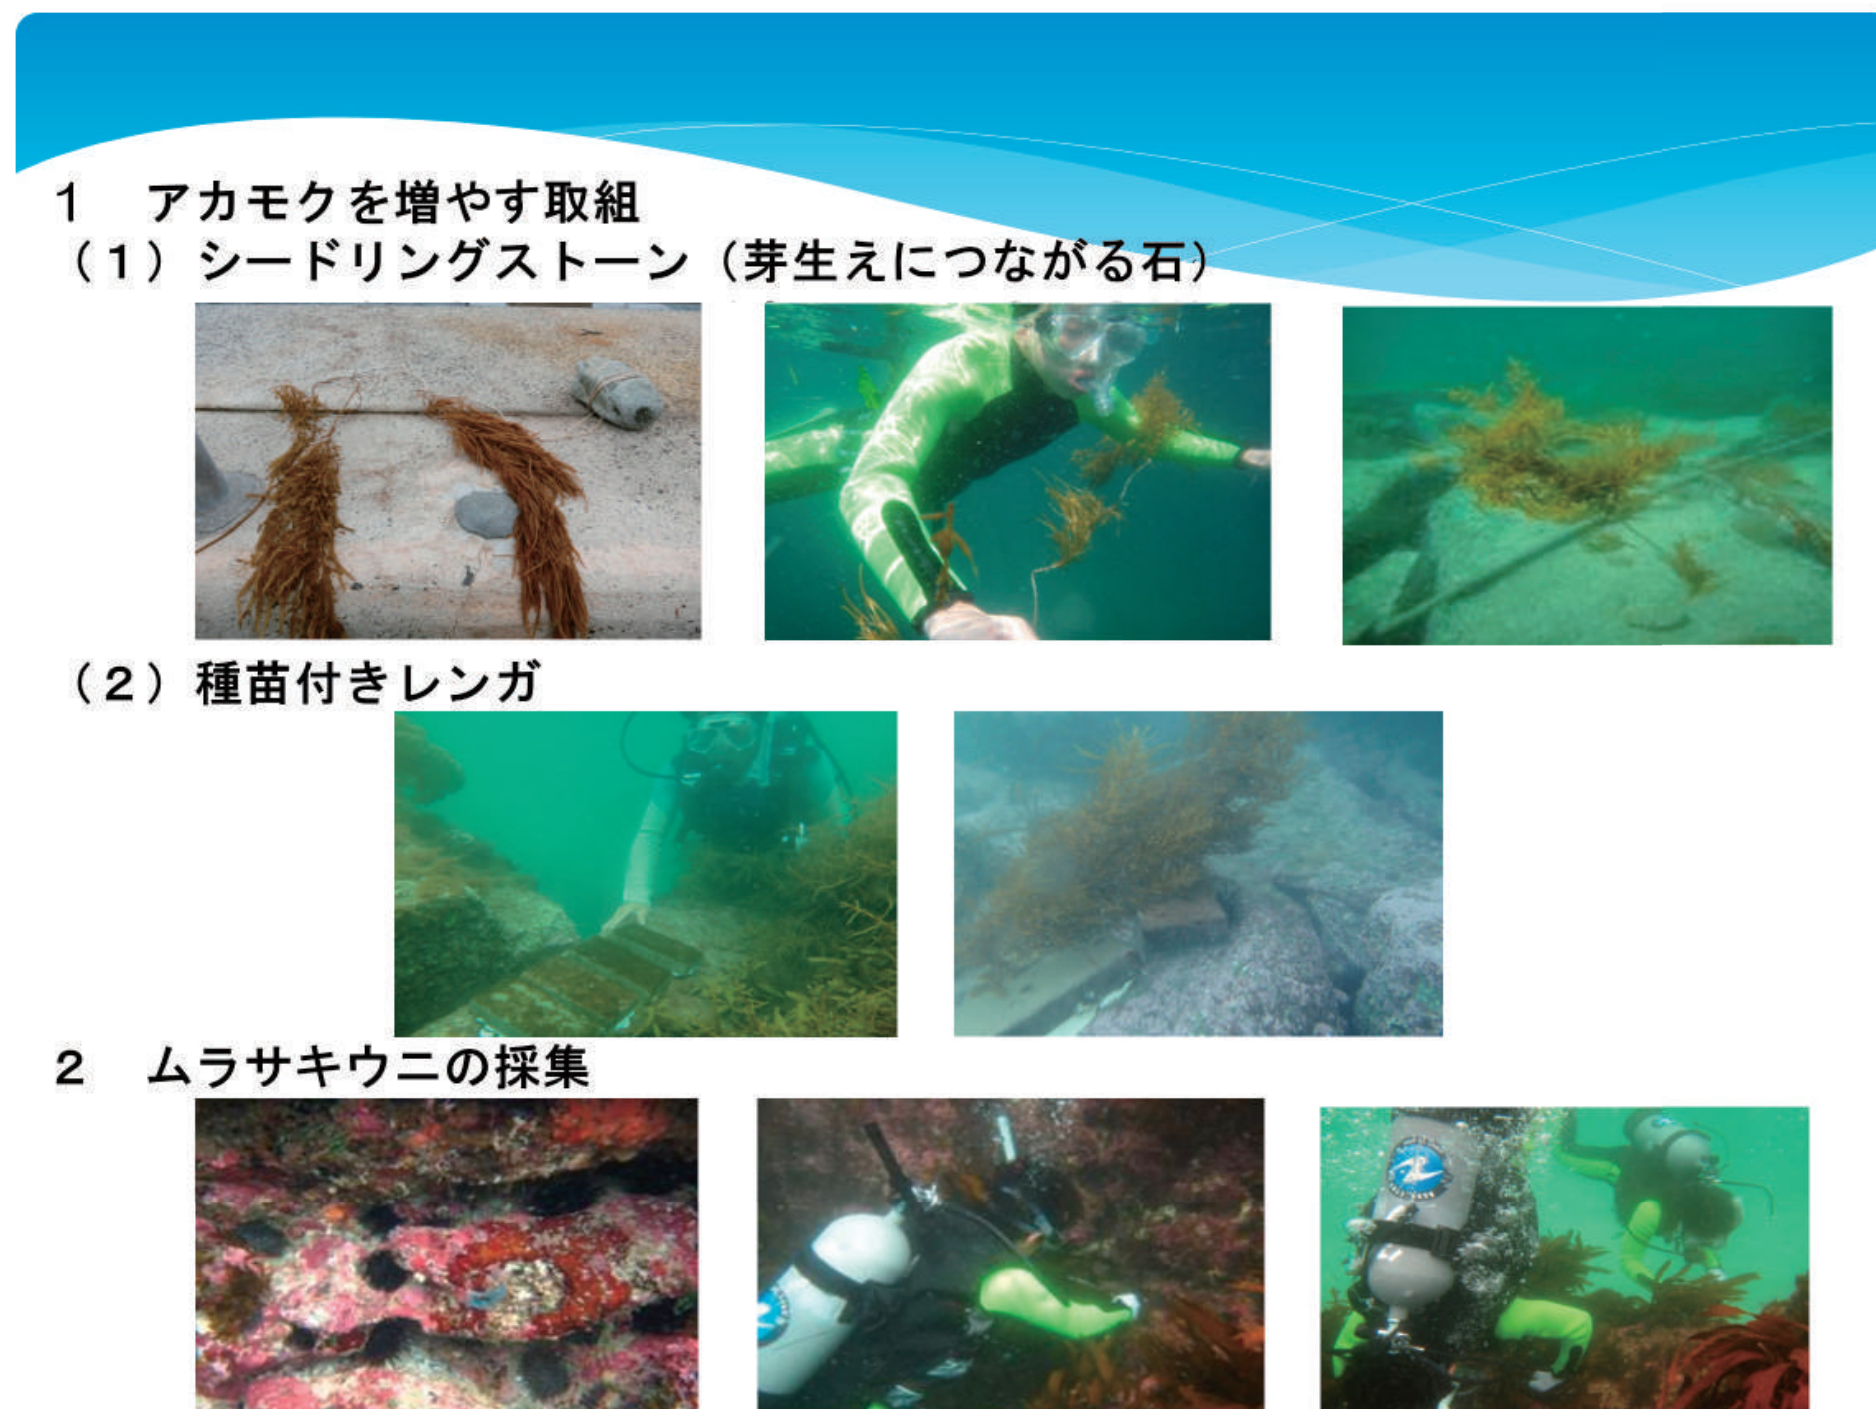 1　アカモクを増やす取組
（１）シードリングストーン（芽生えにつながる石）
（２）種苗付きレンガ
２　ムラサキウニの採集